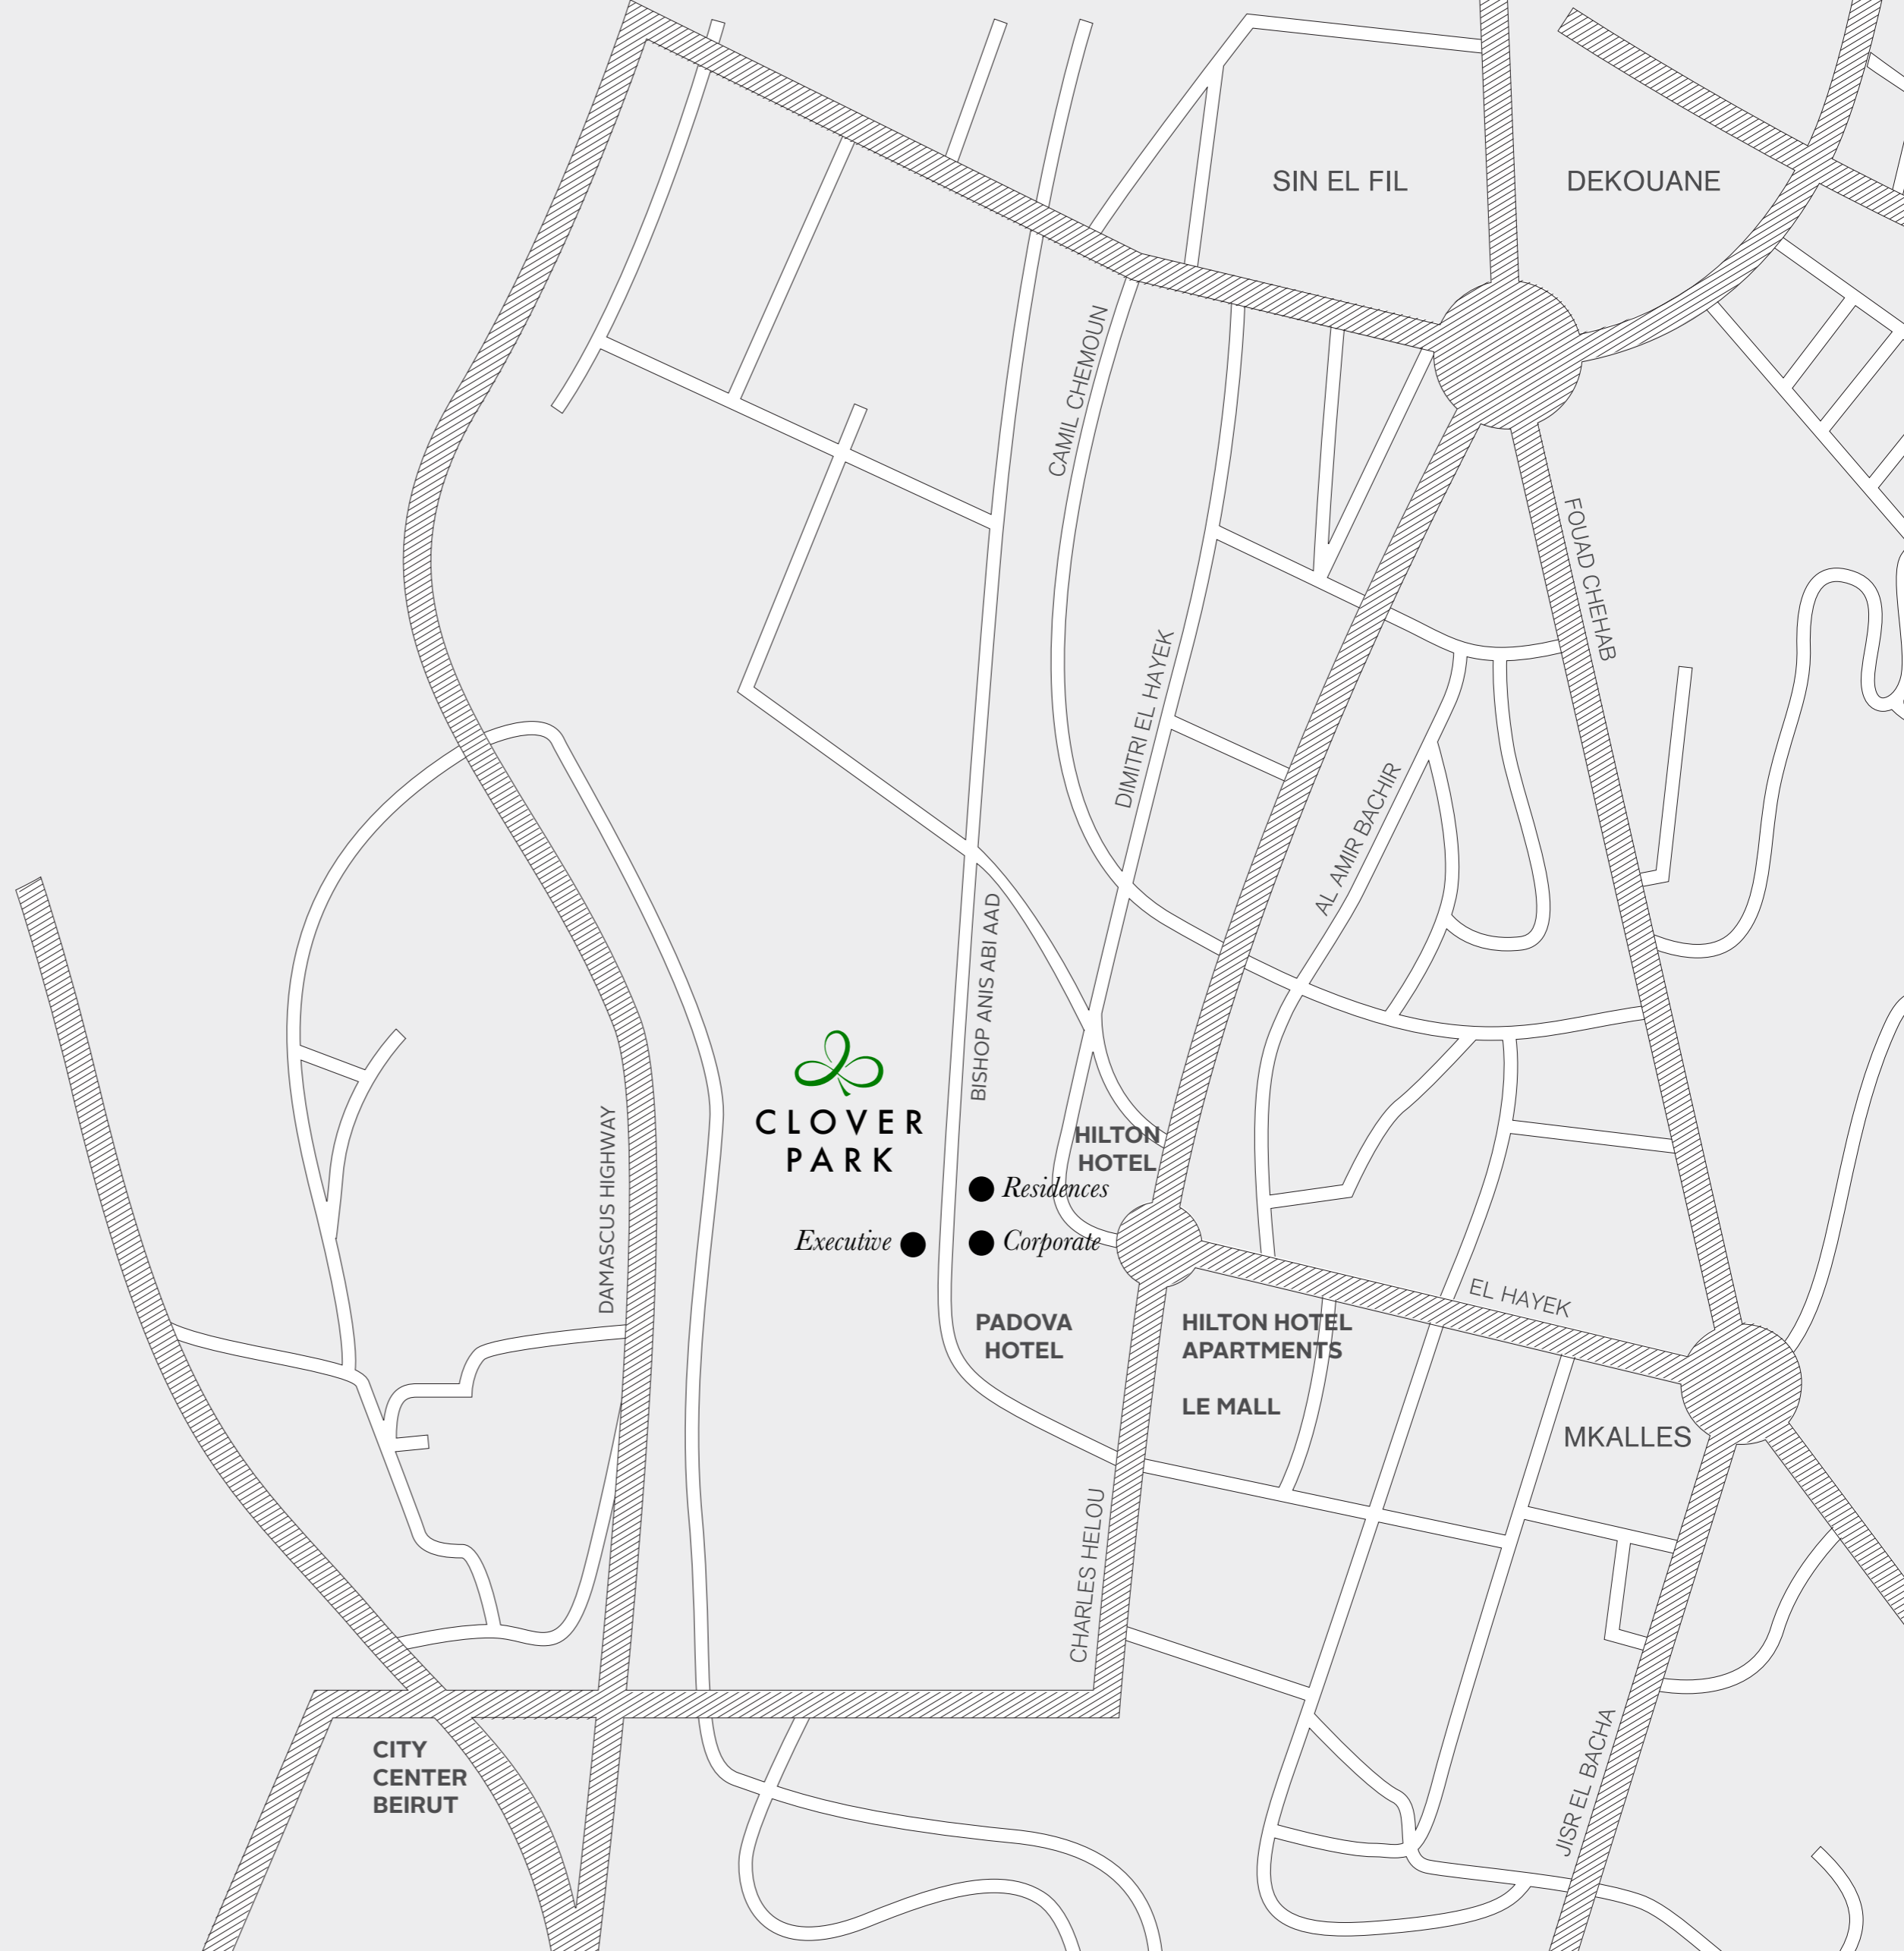 SIN EL FIL
DEKOUANE
CAMIL CHEMOUN
FOUAD CHEHAB
DIMITRI EL HAYEK
AL AMIR BACHIR
BISHOP ANIS ABI AAD
CLOVER
PARK
DAMASCUS HIGHWAY
HILTON
HOTEL
Residences
Executive
Corporate
EL HAYEK
PADOVA
HOTEL
HILTON HOTEL
APARTMENTS
LE MALL
MKALLES
CHARLES HELOU
JISR EL BACHA
CITY
CENTER
BEIRUT